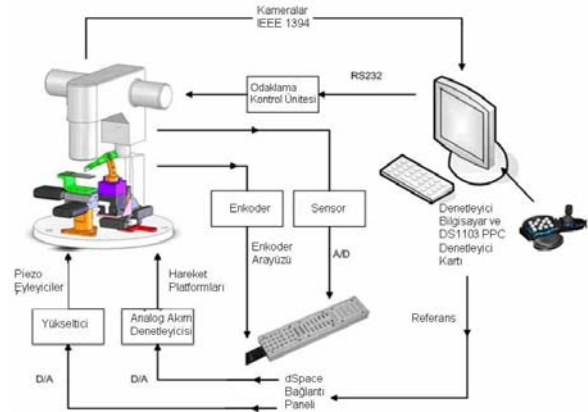 Kameralar
IEEE 1394
RS232
Odaklama
Kontrol Ünitesi
Enkoder
Sensor
Enkoder
Arayüzü
A/D
Denetleyici
Bilgisayar ve
DS1103 PPC
Denetleyici
Kartı
Piezo
Eyleyiciler
Hareket
Platformları
Yükseltici
Analog Akım
Denetleyicisi
Referans
D/A
D/A
dSpace
Bağlantı
Paneli